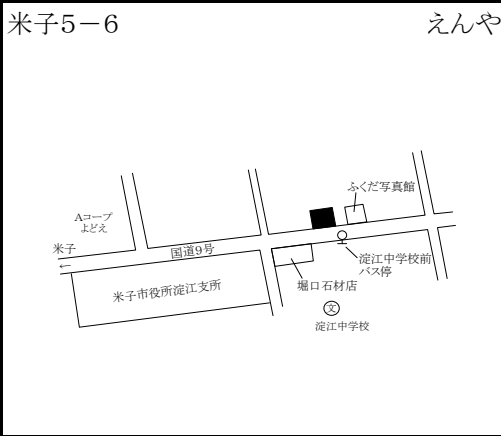 米子5－6
えんや
ふくだ写真館
Aコープ
よどえ
米子
←
国道9号
淀江中学校前
バス停
米子市役所淀江支所
堀口石材店
文
淀江中学校